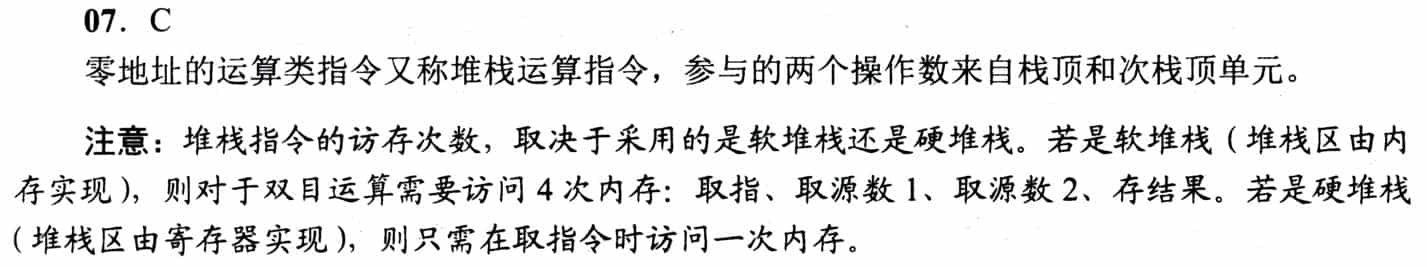 07. C
零地址的运算类指令又称堆栈运算指令，参与的两个操作数来自栈顶和次栈顶单元。
注意：堆栈指令的访存次数，取决于采用的是软堆栈还是硬堆栈。若是软堆栈（堆栈区由内
存实现），则对于双目运算需要访问 4 次内存：取指、取源数 1、取源数 2、存结果。若是硬堆栈
（堆栈区由寄存器实现），则只需在取指令时访问一次内存。